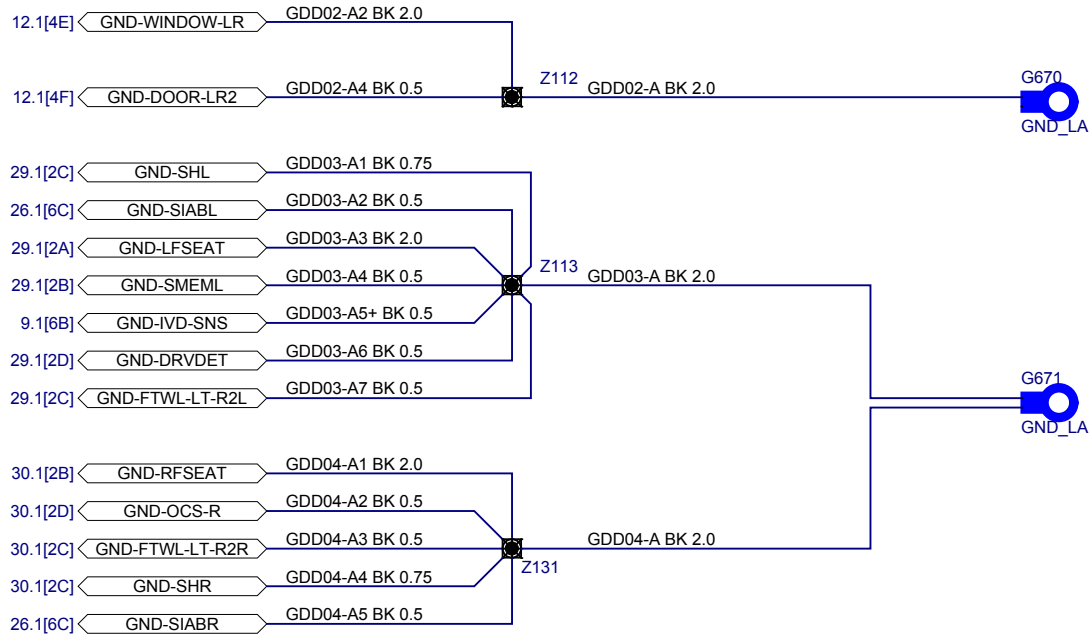 12.1[4E] GND-WINDOW-LR GDD02-A2 BK 2.0
12.1[4F] GND-DOOR-LR2 GDD02-A4 BK 0.5 Z112 GDD02-A BK 2.0 G670
GND_LA
29.1[2C] GND-SHL GDD03-A1 BK 0.75
26.1[6C] GND-SIABL GDD03-A2 BK 0.5
29.1[2A] GND-LFSEAT GDD03-A3 BK 2.0
29.1[2B] GND-SMEML GDD03-A4 BK 0.5 Z113 GDD03-A BK 2.0
9.1[6B] GND-IVD-SNS GDD03-A5+ BK 0.5
29.1[2D] GND-DRVDET GDD03-A6 BK 0.5
29.1[2C] GND-FTWL-LT-R2L GDD03-A7 BK 0.5 G671
GND_LA
30.1[2B] GND-RFSEAT GDD04-A1 BK 2.0
30.1[2D] GND-OCS-R GDD04-A2 BK 0.5
30.1[2C] GND-FTWL-LT-R2R GDD04-A3 BK 0.5 GDD04-A BK 2.0
Z131
30.1[2C] GND-SHR GDD04-A4 BK 0.75
26.1[6C] GND-SIABR GDD04-A5 BK 0.5